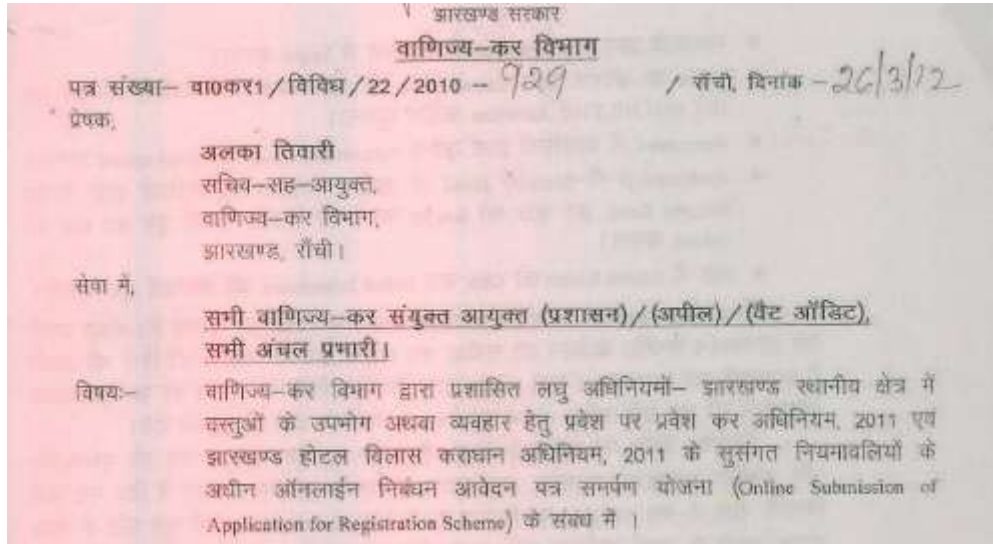 झारखण्ड सरकार
वाणिज्य–कर विभाग
पत्र संख्या– वा0कर1/विविध/22/2010 – 929 / राँची, दिनांक –26/3/12
प्रेषक,
अलका तिवारी
सचिव–सह–आयुक्त,
वाणिज्य–कर विभाग,
झारखण्ड, राँची।
सेवा में,
सभी वाणिज्य–कर संयुक्त आयुक्त (प्रशासन)/(अपील)/(वैट ऑडिट),
सभी अंचल प्रभारी।
विषयः– वाणिज्य–कर विभाग द्वारा प्रशासित लघु अधिनियमों– झारखण्ड स्थानीय क्षेत्र में
वस्तुओं के उपभोग अथवा व्यवहार हेतु प्रवेश पर प्रवेश कर अधिनियम, 2011 एवं
झारखण्ड होटल विलास कराधान अधिनियम, 2011 के सुसंगत नियमावलियों के
अधीन ऑनलाईन निबंधन आवेदन पत्र समर्पण योजना (Online Submission of
Application for Registration Scheme) के संबंध में ।